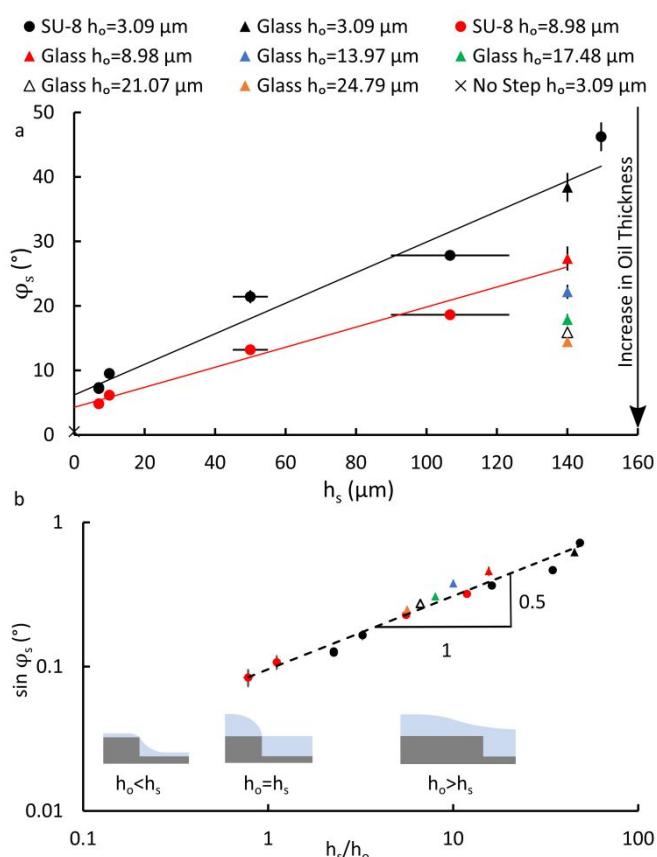 SU-8 hₒ=3.09 μm Glass hₒ=3.09 μm SU-8 hₒ=8.98 μm
Glass hₒ=8.98 μm Glass hₒ=13.97 μm Glass hₒ=17.48 μm
Glass hₒ=21.07 μm Glass hₒ=24.79 μm No Step hₒ=3.09 μm
a
50
40
30
20
10
0
φₛ (°)
Increase in Oil Thickness
0 20 40 60 80 100 120 140 160
hₛ (μm)
b
1
0.1
0.01
sin φₛ (°)
0.5
1
hₒ<hₛ hₒ=hₛ hₒ>hₛ
0.1 1 10 100
hₛ/hₒ